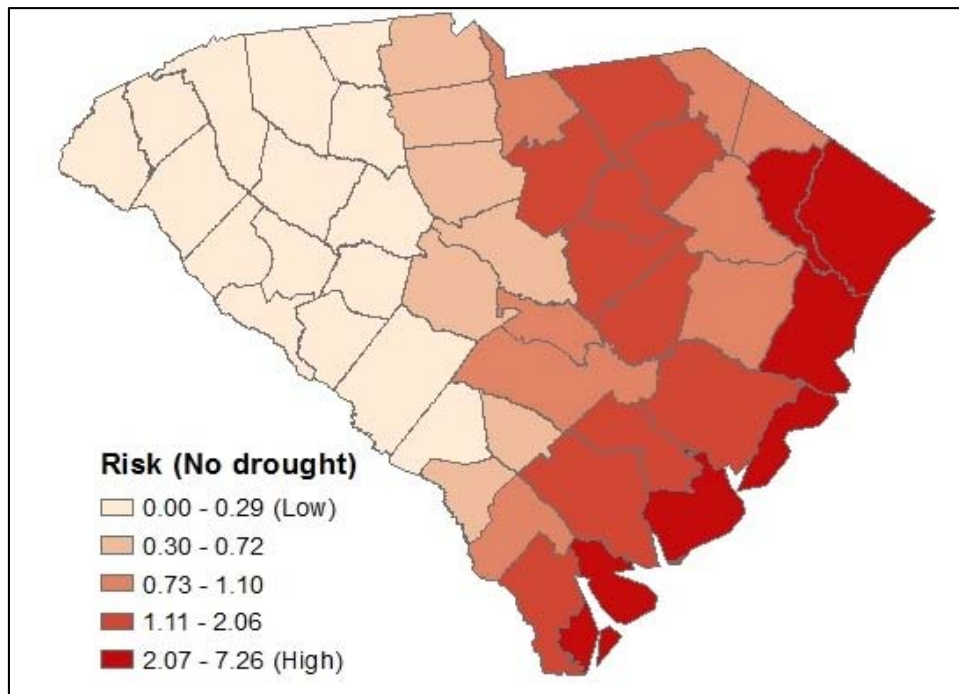 Risk (No drought)
0.00 - 0.29 (Low)
0.30 - 0.72
0.73 - 1.10
1.11 - 2.06
2.07 - 7.26 (High)